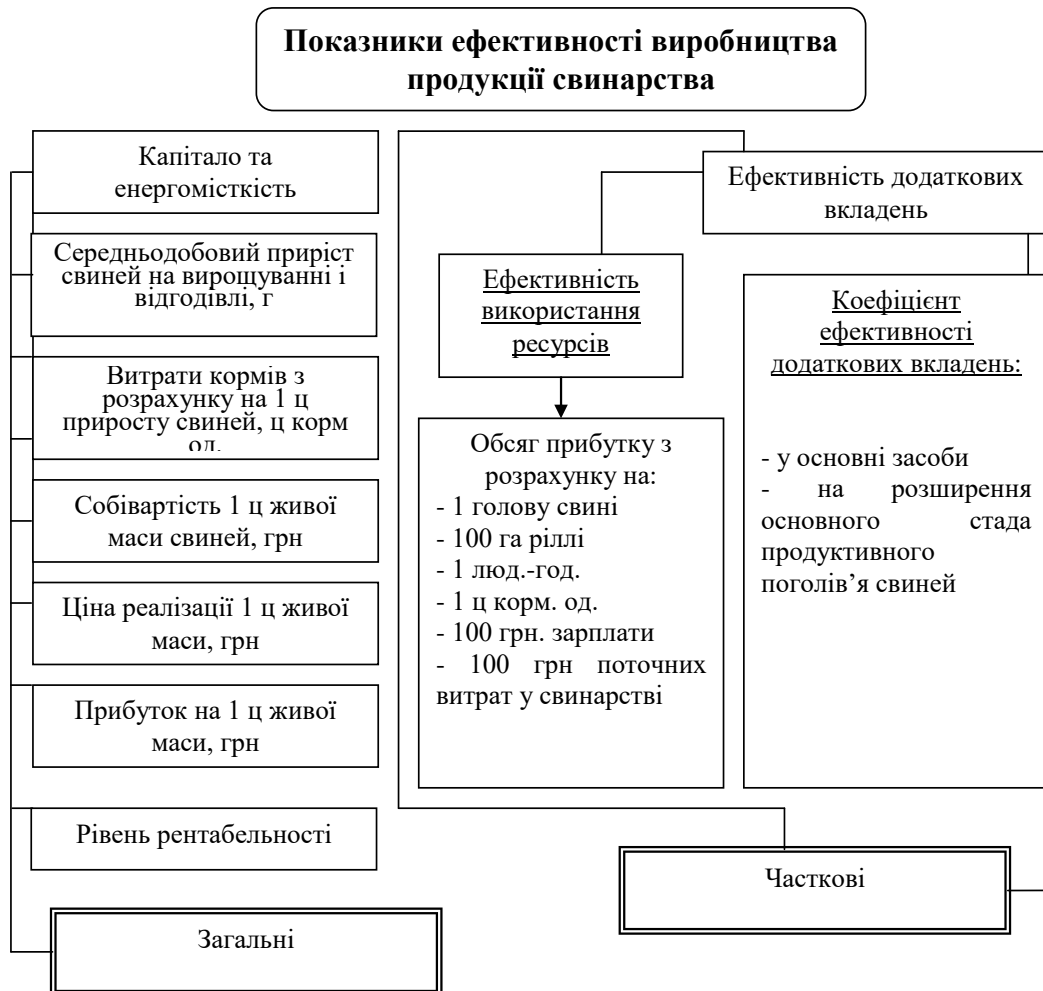 Показники ефективності виробництва
продукції свинарства
Капітало та
енергомісткість
Середньодобовий приріст
свиней на вирощуванні і
відгодівлі, г
Витрати кормів з
розрахунку на 1 ц
приросту свиней, ц корм
од.
Собівартість 1 ц живої
маси свиней, грн
Ціна реалізації 1 ц живої
маси, грн
Прибуток на 1 ц живої
маси, грн
Рівень рентабельності
Загальні
Ефективність додаткових
вкладень
Ефективність
використання
ресурсів
Обсяг прибутку з
розрахунку на:
- 1 голову свині
- 100 га ріллі
- 1 люд.-год.
- 1 ц корм. од.
- 100 грн. зарплати
- 100 грн поточних
витрат у свинарстві
Коефіцієнт
ефективності
додаткових вкладень:
- у основні засоби
- на розширення
основного стада
продуктивного
поголів’я свиней
Часткові